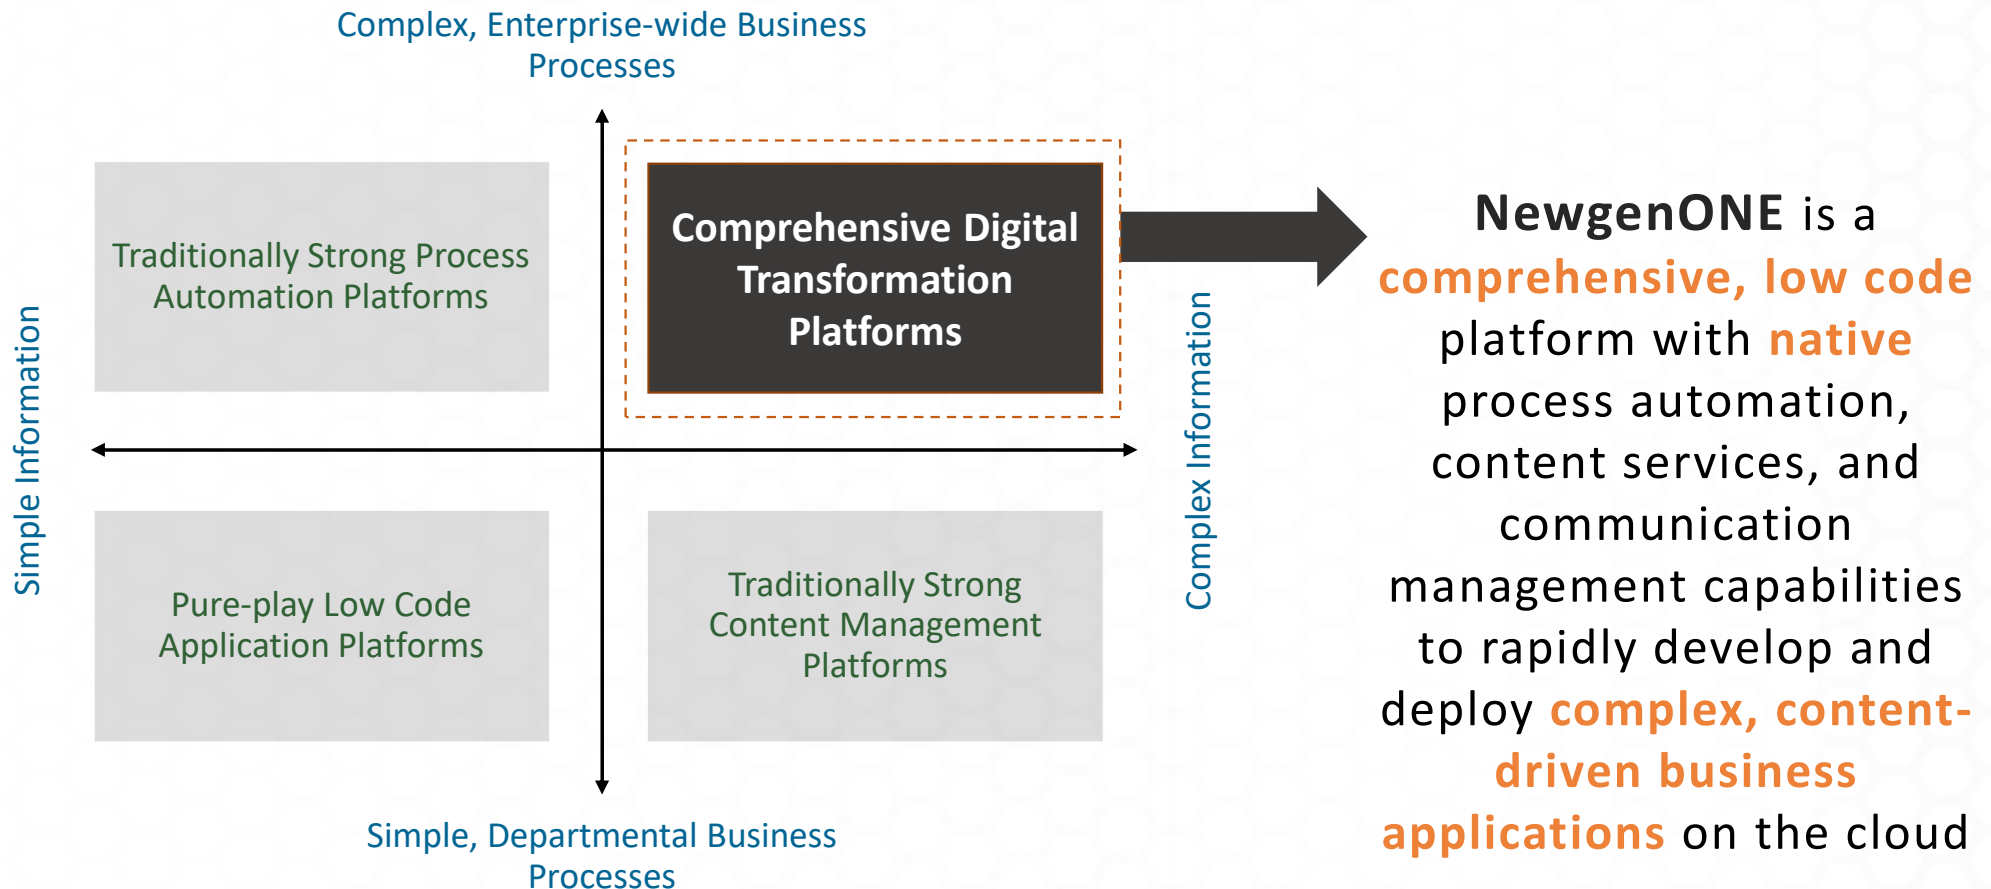 Complex, Enterprise-wide Business
Processes
Traditionally Strong Process
Automation Platforms
Comprehensive Digital
Transformation
Platforms
Simple Information
Complex Information
Pure-play Low Code
Application Platforms
Traditionally Strong
Content Management
Platforms
Simple, Departmental Business
Processes
NewgenONE is a
comprehensive, low code
platform with native
process automation,
content services, and
communication
management capabilities
to rapidly develop and
deploy complex, content-
driven business
applications on the cloud